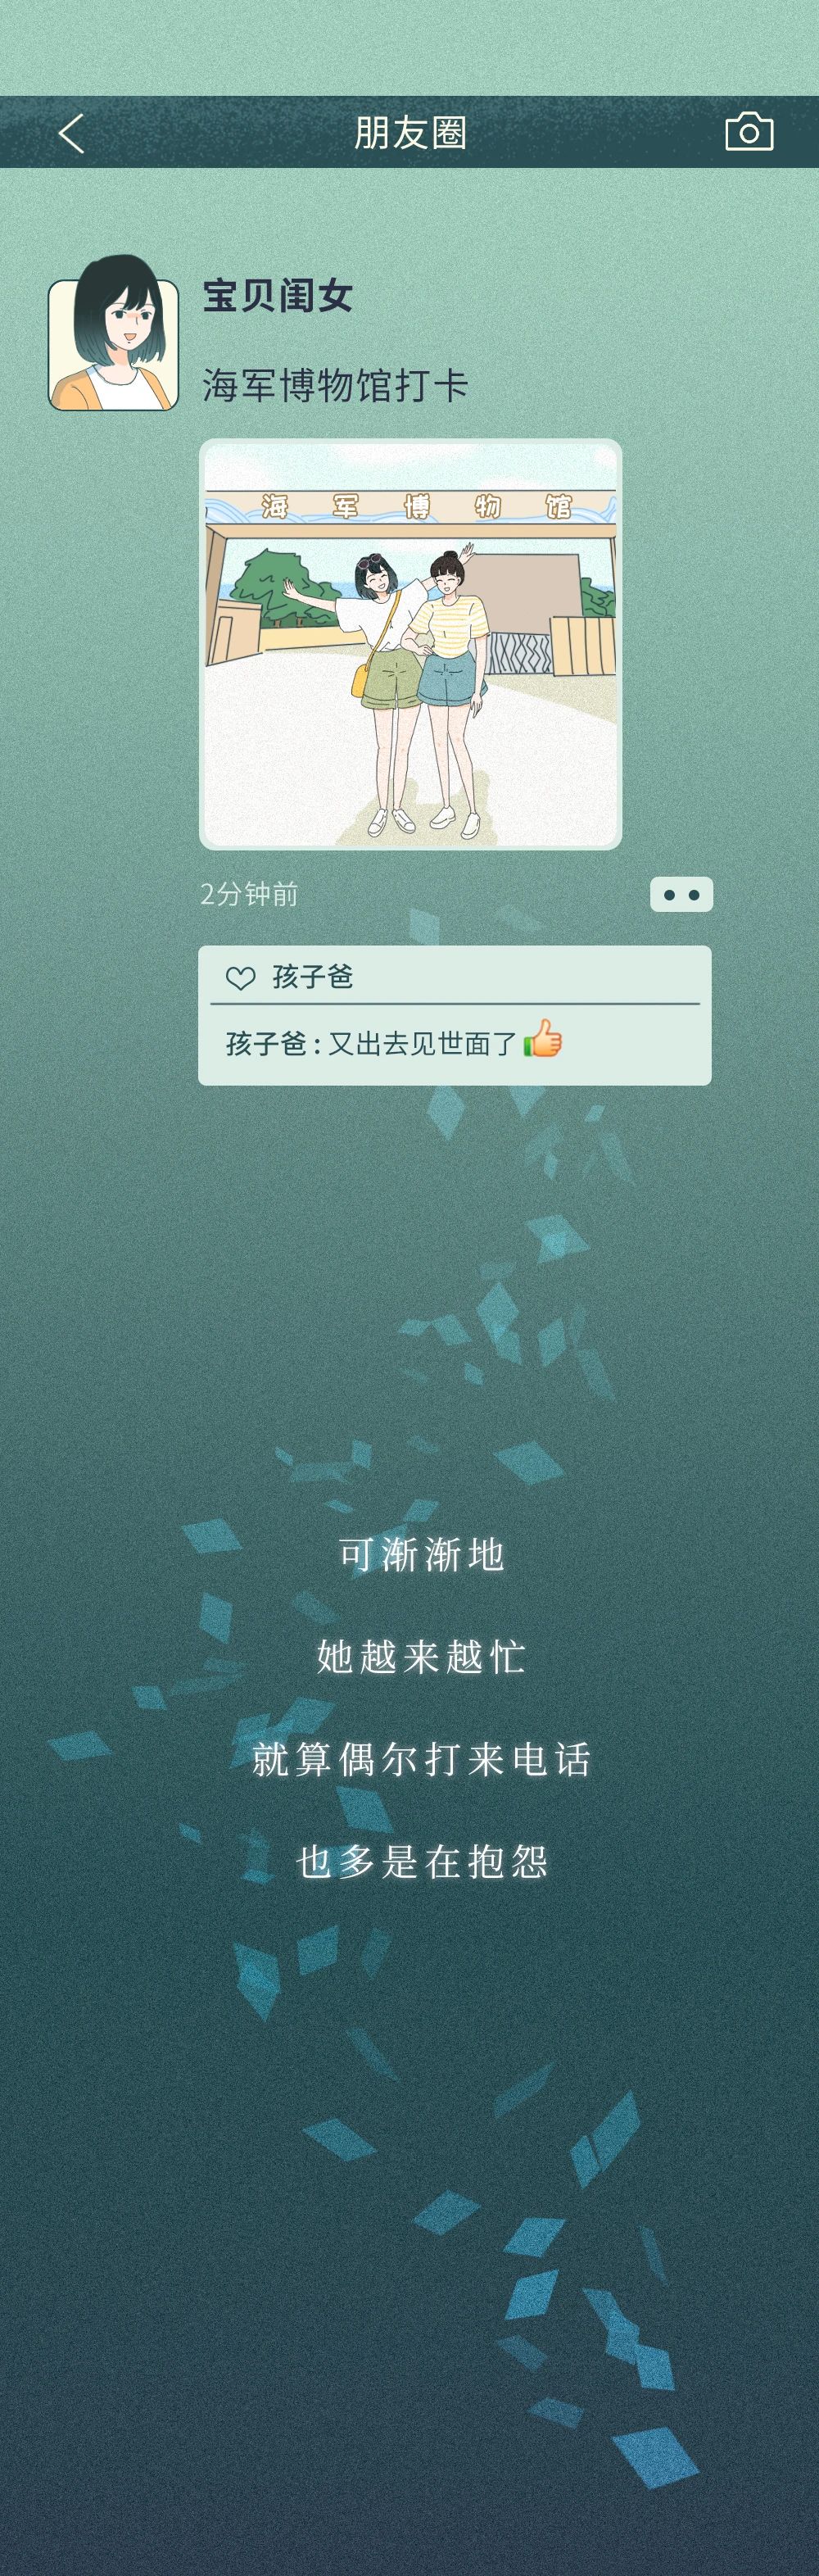 朋友圈
宝贝闺女
海军博物馆打卡
海军博物馆
2分钟前
孩子爸
孩子爸:又出去见世面了👍
可渐渐地
她越来越忙
就算偶尔打来电话
也多是在抱怨